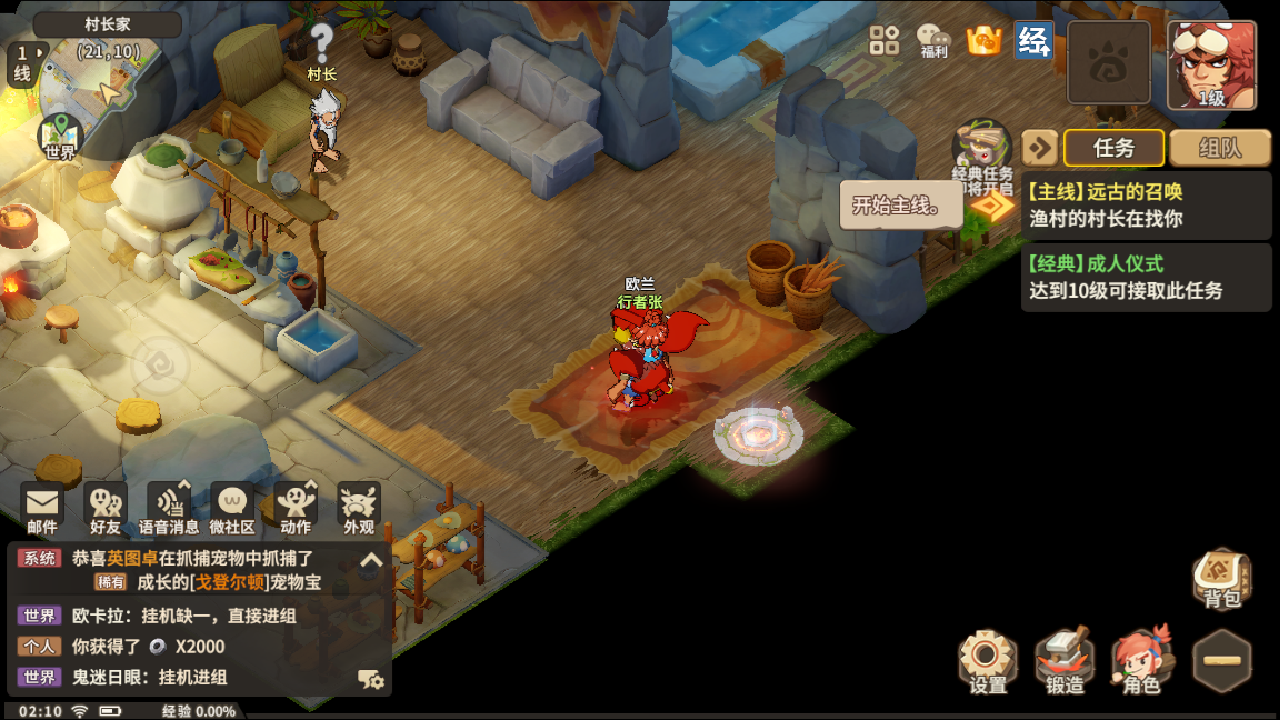 村长家
(21,10)
1
线
世界
村长
福利
经
1级
任务
组队
经典任务
即将开启
开始主线。
【主线】远古的召唤
渔村的村长在找你
【经典】成人仪式
达到10级可接取此任务
欧兰
行者张
邮件
好友
语音消息
微社区
动作
外观
系统 恭喜英图卓在抓捕宠物中抓捕了
稀有 成长的[戈登尔顿]宠物宝
世界 欧卡拉：挂机缺一，直接进组
个人 你获得了 X2000
世界 鬼迷日眼：挂机进组
背包
设置
锻造
角色
02:10
经验 0.00%